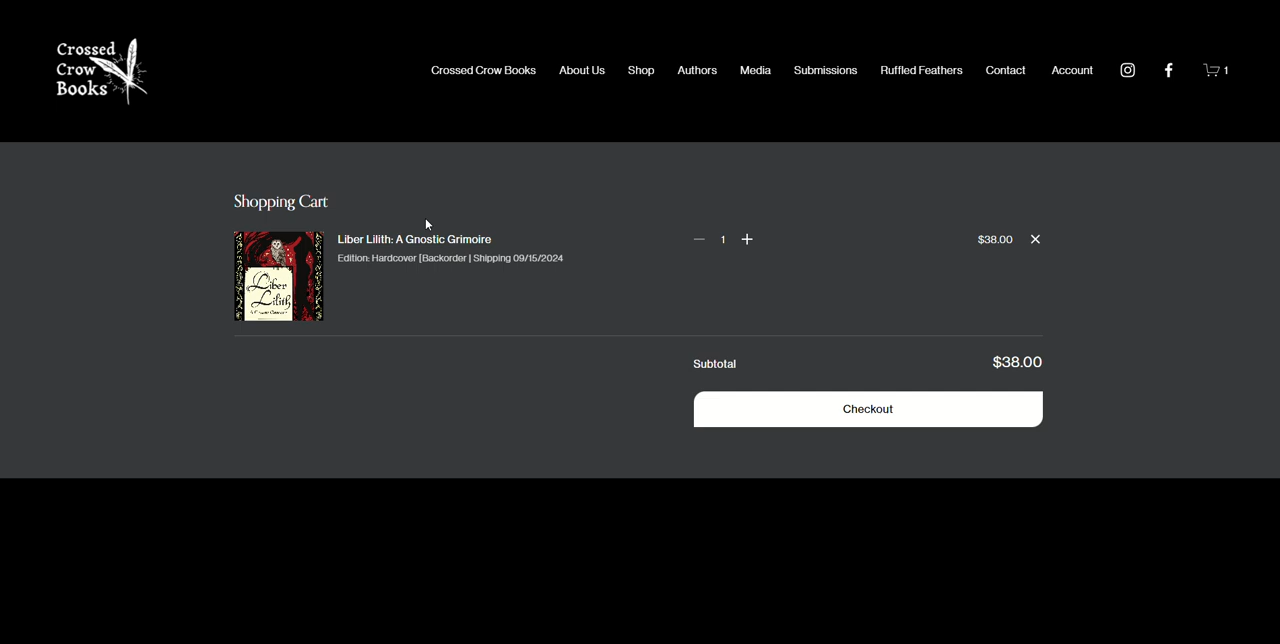 Crossed
Crow
Books
Crossed Crow Books About Us Shop Authors Media Submissions Ruffled Feathers Contact Account 1
Shopping Cart
Liber Lilith: A Gnostic Grimoire 1 $38.00
Edition: Hardcover [Backorder | Shipping 09/15/2024
Liber
Lilith
Subtotal $38.00
Checkout